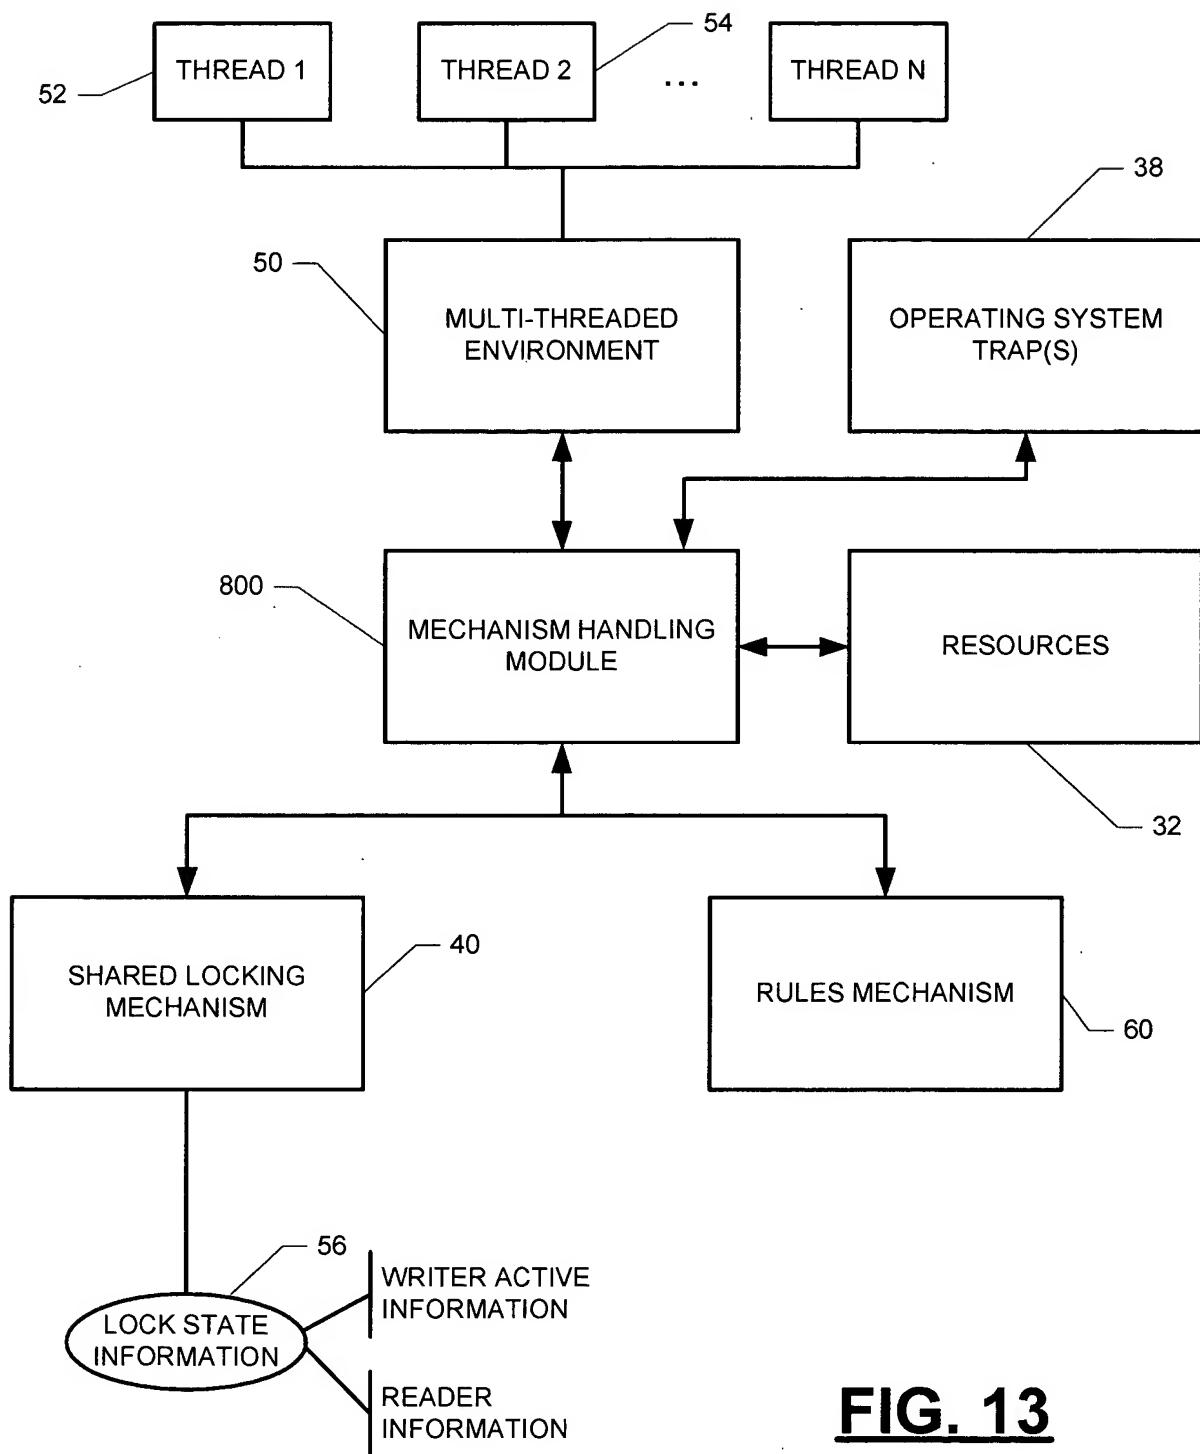 54
THREAD 1
THREAD 2
...
THREAD N
52
38
50
MULTI-THREADED
ENVIRONMENT
OPERATING SYSTEM
TRAP(S)
800
MECHANISM HANDLING
MODULE
RESOURCES
32
40
SHARED LOCKING
MECHANISM
RULES MECHANISM
60
56
WRITER ACTIVE
INFORMATION
LOCK STATE
INFORMATION
READER
INFORMATION
FIG. 13